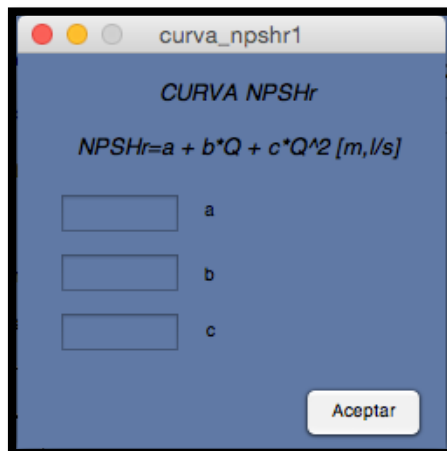 curva_npshr1
CURVA NPSHr
NPSHr=a + b*Q + c*Q^2 [m,l/s]
a
b
c
Aceptar